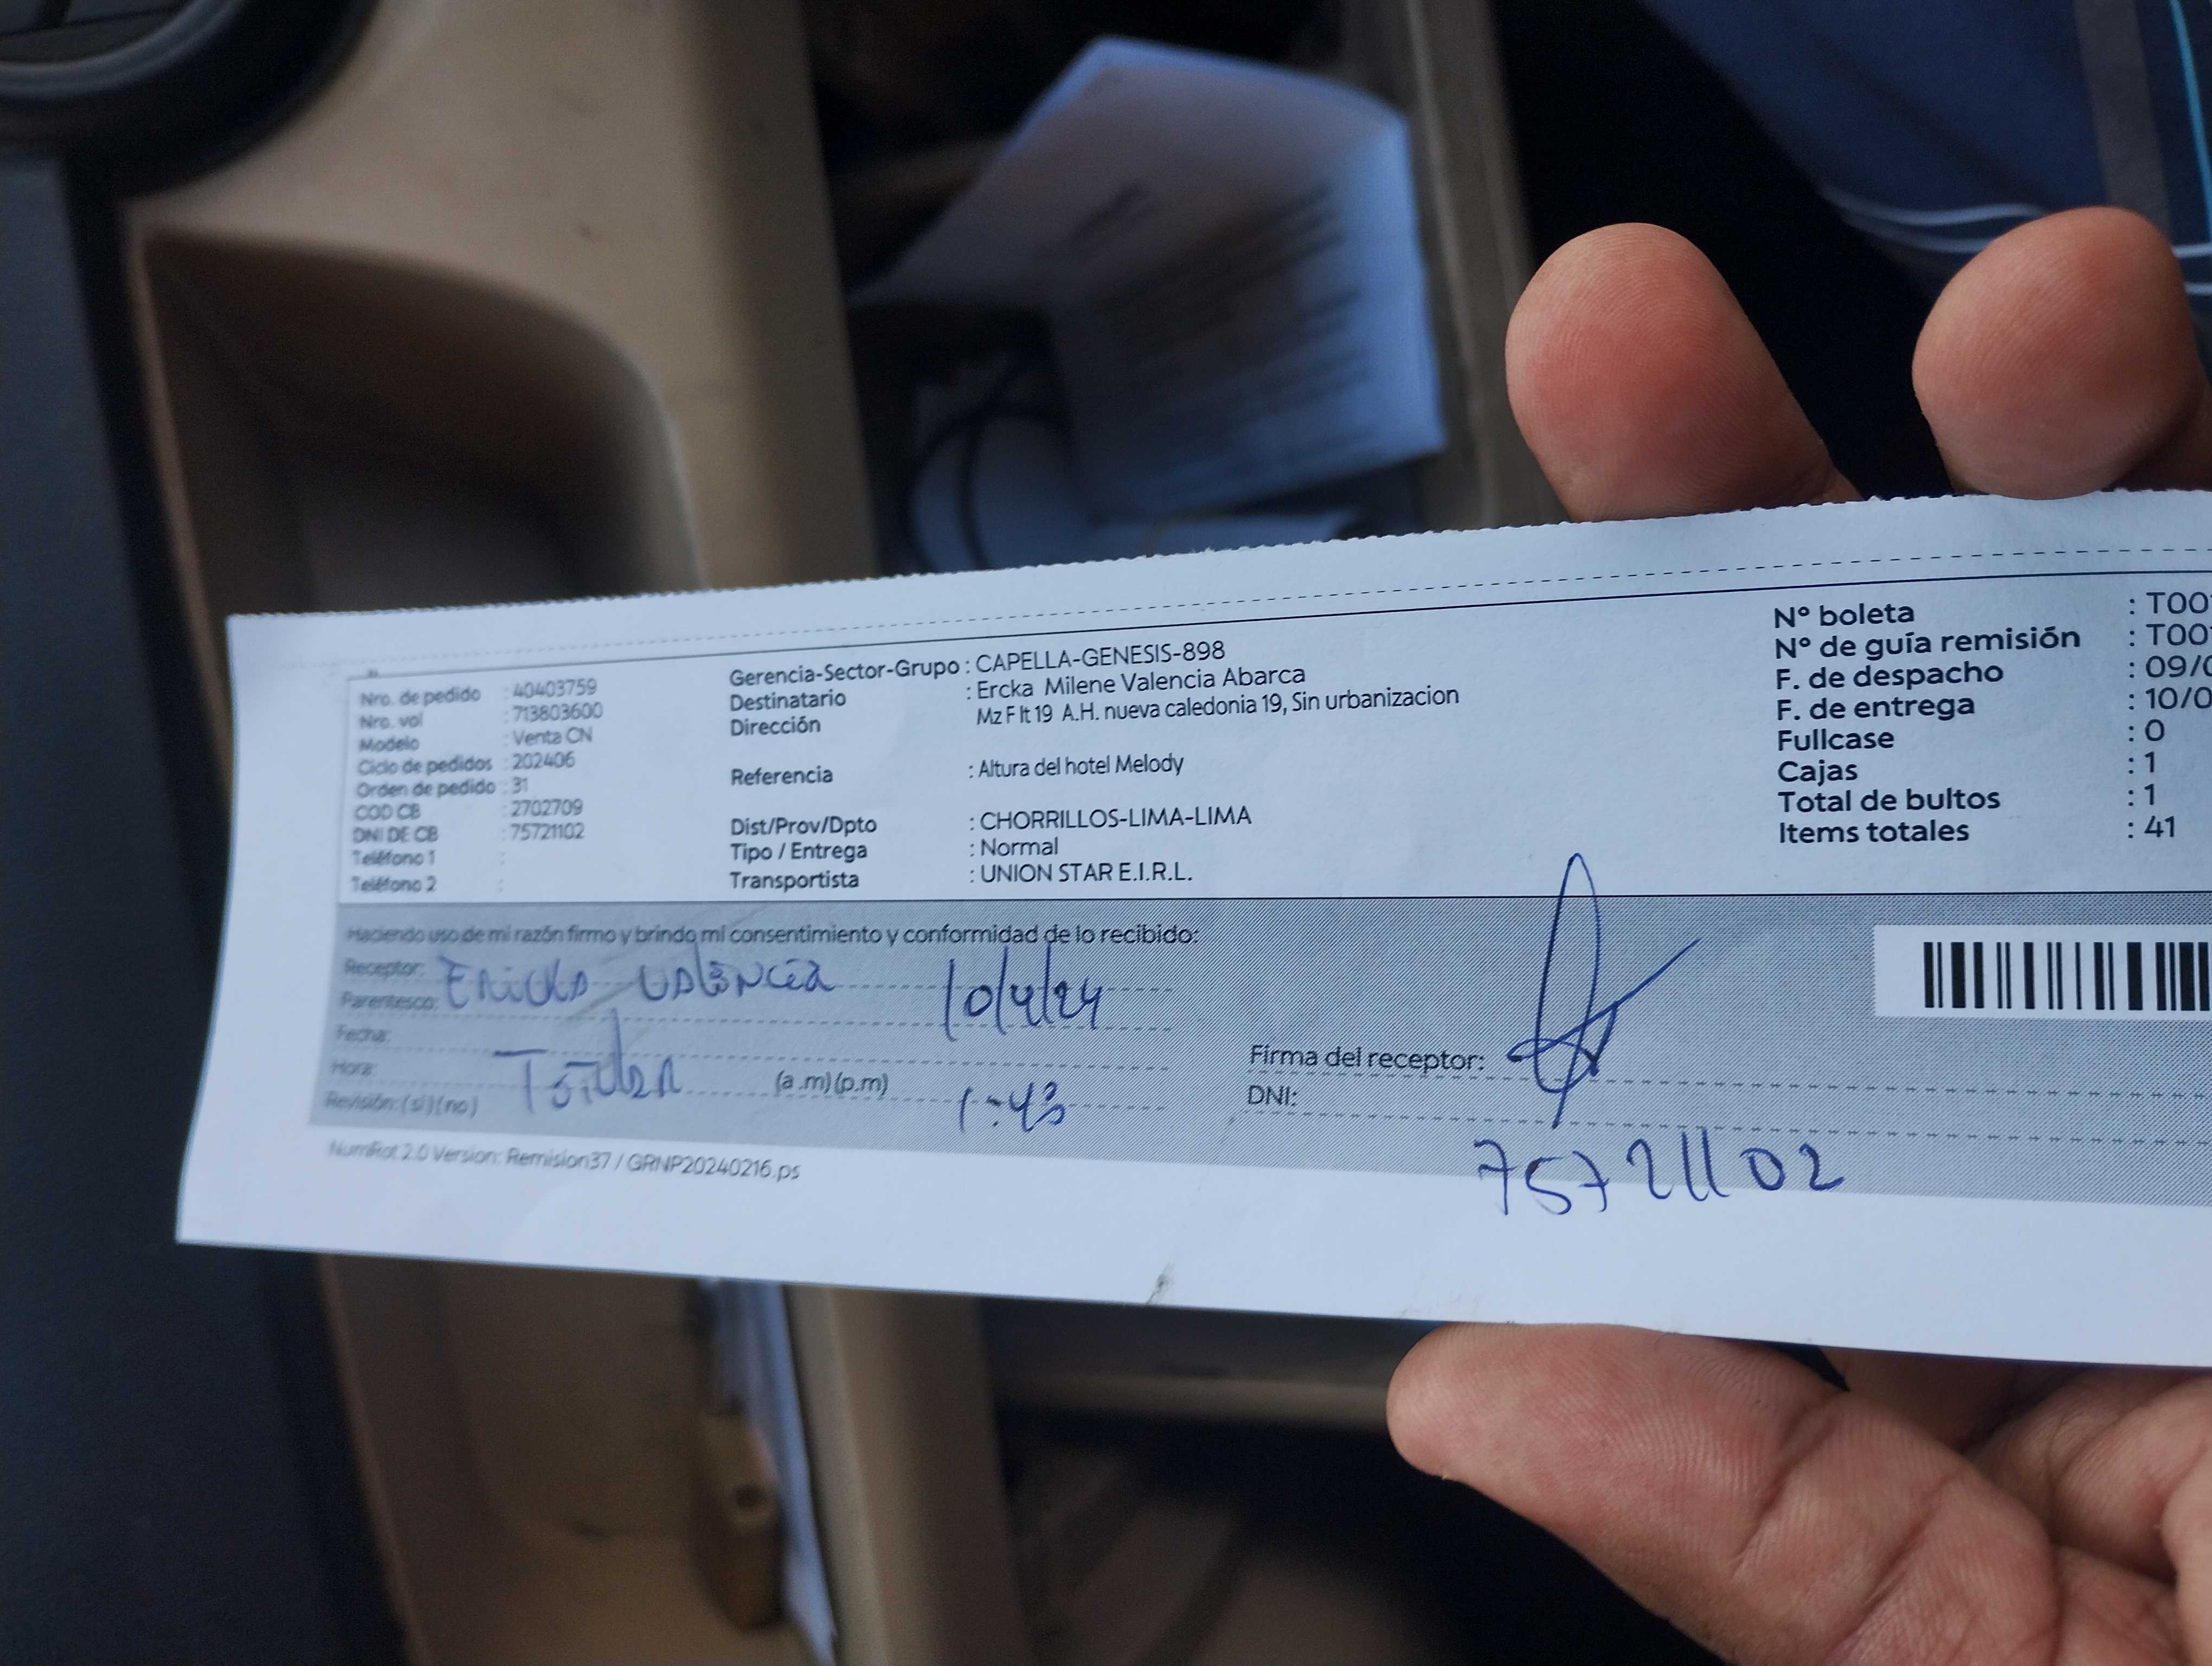 Nro. de pedido : 40403759
Nro. vol : 713803600
Modelo : Venta CN
Ciclo de pedidos : 202406
Orden de pedido : 31
COD CB : 2702709
DNI DE CB : 75721102
Teléfono 1 :
Teléfono 2 :
Gerencia-Sector-Grupo : CAPELLA-GENESIS-898
Destinatario : Ercka Milene Valencia Abarca
Dirección Mz F lt 19 A.H. nueva caledonia 19, Sin urbanizacion
Referencia : Altura del hotel Melody
Dist/Prov/Dpto : CHORRILLOS-LIMA-LIMA
Tipo / Entrega : Normal
Transportista : UNION STAR E.I.R.L.
Nº boleta : T00
Nº de guía remisión : T00
F. de despacho : 09/0
F. de entrega : 10/0
Fullcase : 0
Cajas : 1
Total de bultos : 1
Items totales : 41
Haciendo uso de mi razón firmo y brindo mi consentimiento y conformidad de lo recibido:
Receptor: Valencia
Parentesco: 10/4/24
Fecha:
Hora: (a.m)(p.m) 1:43
Revisión: (si)(no)
Firma del receptor:
DNI:
75721102
NumRot 2.0 Version: Remision37 / GRNP20240216.ps